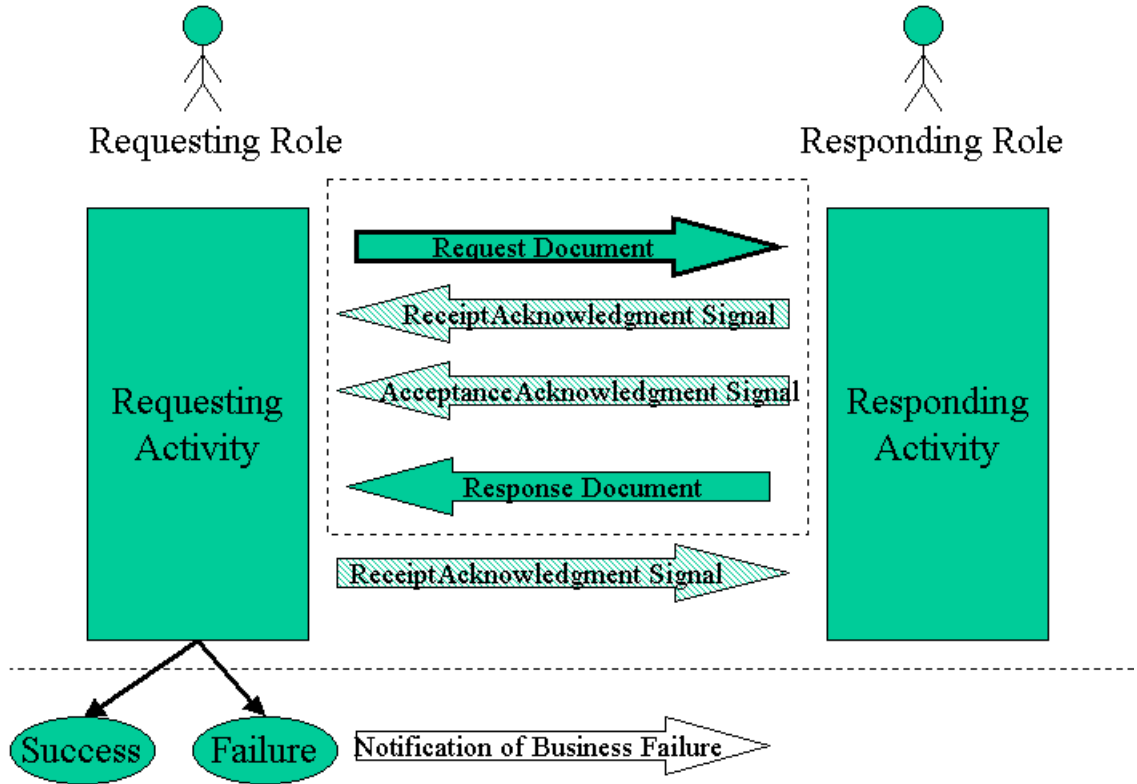 Requesting Role
Responding Role
Request Document
ReceiptAcknowledgment Signal
AcceptanceAcknowledgment Signal
Requesting
Activity
Responding
Activity
Response Document
ReceiptAcknowledgment Signal
Success
Failure
Notification of Business Failure